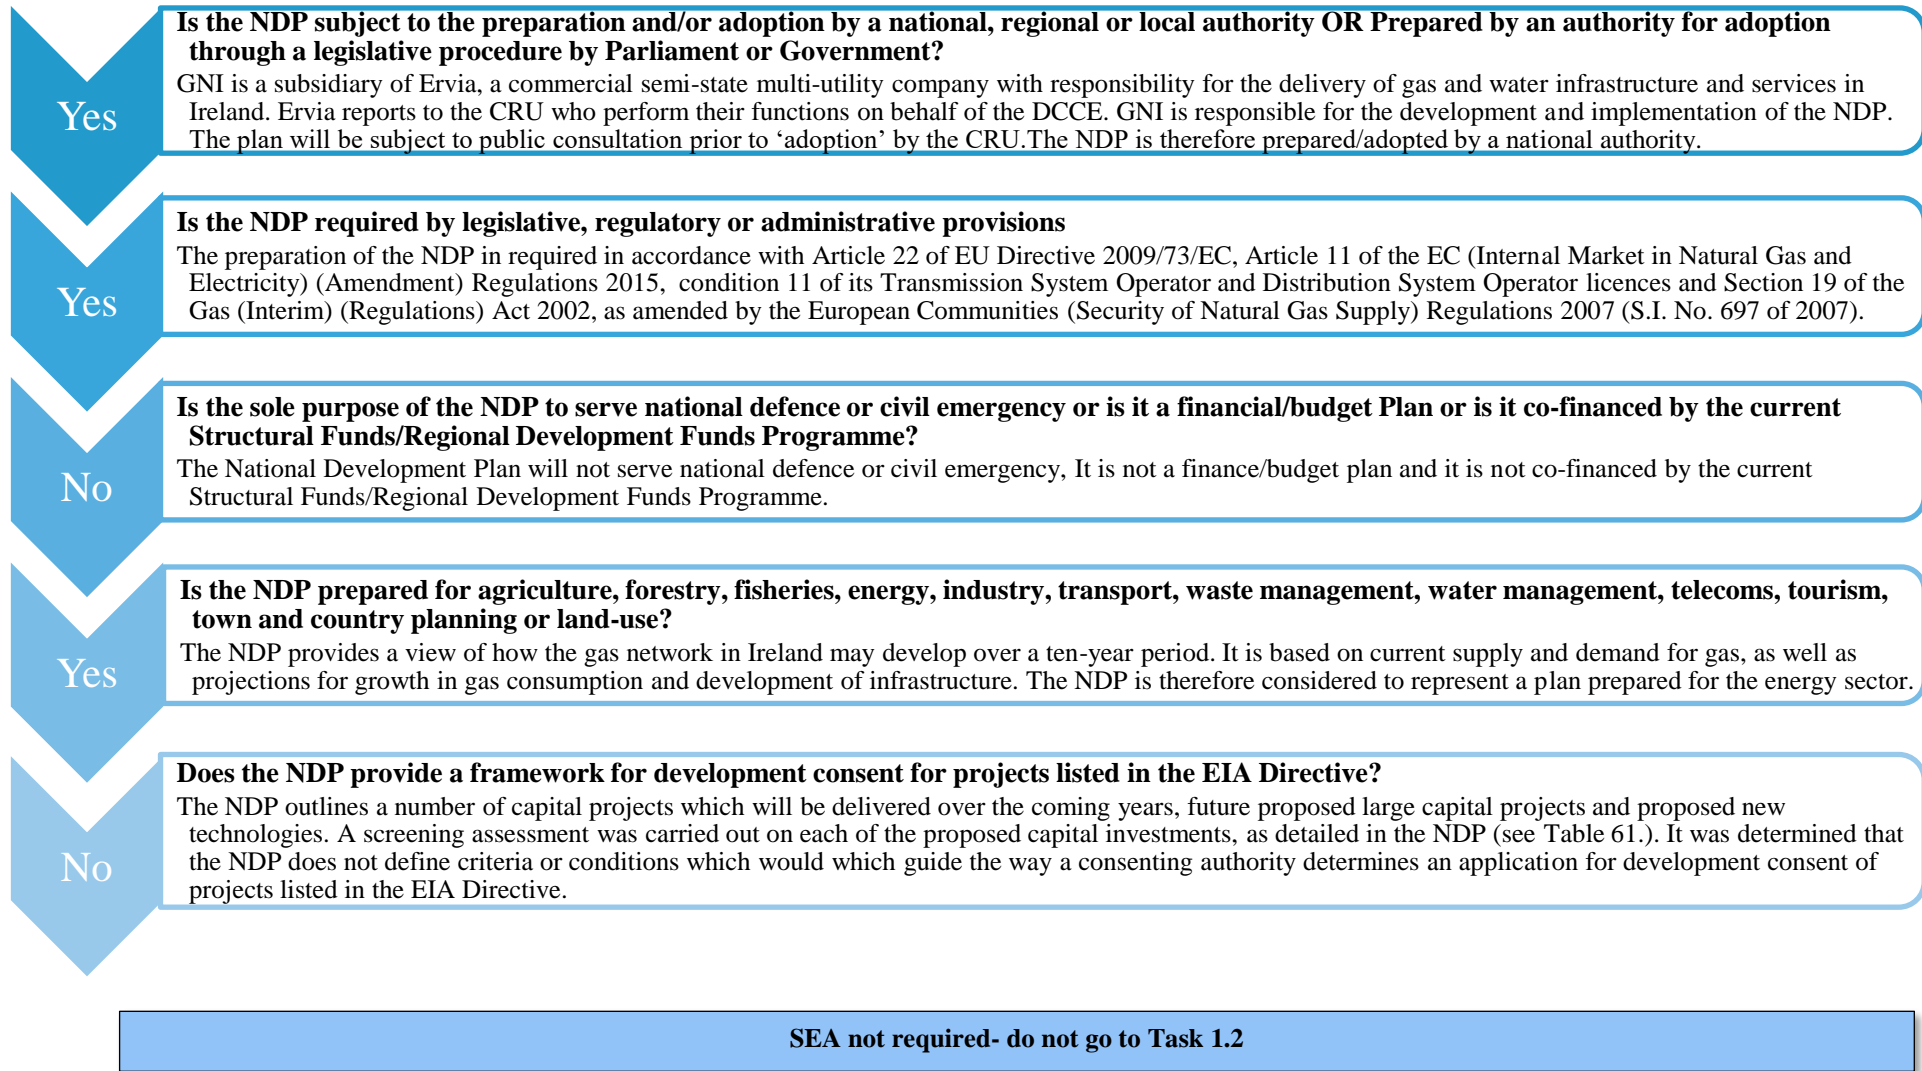 Is the NDP subject to the preparation and/or adoption by a national, regional or local authority OR Prepared by an authority for adoption
through a legislative procedure by Parliament or Government?
GNI is a subsidiary of Ervia, a commercial semi-state multi-utility company with responsibility for the delivery of gas and water infrastructure and services in
Ireland. Ervia reports to the CRU who perform their functions on behalf of the DCCE. GNI is responsible for the development and implementation of the NDP.
The plan will be subject to public consultation prior to ‘adoption’ by the CRU.The NDP is therefore prepared/adopted by a national authority.
Yes
Is the NDP required by legislative, regulatory or administrative provisions
The preparation of the NDP in required in accordance with Article 22 of EU Directive 2009/73/EC, Article 11 of the EC (Internal Market in Natural Gas and
Electricity) (Amendment) Regulations 2015, condition 11 of its Transmission System Operator and Distribution System Operator licences and Section 19 of the
Gas (Interim) (Regulations) Act 2002, as amended by the European Communities (Security of Natural Gas Supply) Regulations 2007 (S.I. No. 697 of 2007).
Yes
Is the sole purpose of the NDP to serve national defence or civil emergency or is it a financial/budget Plan or is it co-financed by the current
Structural Funds/Regional Development Funds Programme?
The National Development Plan will not serve national defence or civil emergency, It is not a finance/budget plan and it is not co-financed by the current
Structural Funds/Regional Development Funds Programme.
No
Is the NDP prepared for agriculture, forestry, fisheries, energy, industry, transport, waste management, water management, telecoms, tourism,
town and country planning or land-use?
The NDP provides a view of how the gas network in Ireland may develop over a ten-year period. It is based on current supply and demand for gas, as well as
projections for growth in gas consumption and development of infrastructure. The NDP is therefore considered to represent a plan prepared for the energy sector.
Yes
Does the NDP provide a framework for development consent for projects listed in the EIA Directive?
The NDP outlines a number of capital projects which will be delivered over the coming years, future proposed large capital projects and proposed new
technologies. A screening assessment was carried out on each of the proposed capital investments, as detailed in the NDP (see Table 61.). It was determined that
the NDP does not define criteria or conditions which would which guide the way a consenting authority determines an application for development consent of
projects listed in the EIA Directive.
No
SEA not required- do not go to Task 1.2